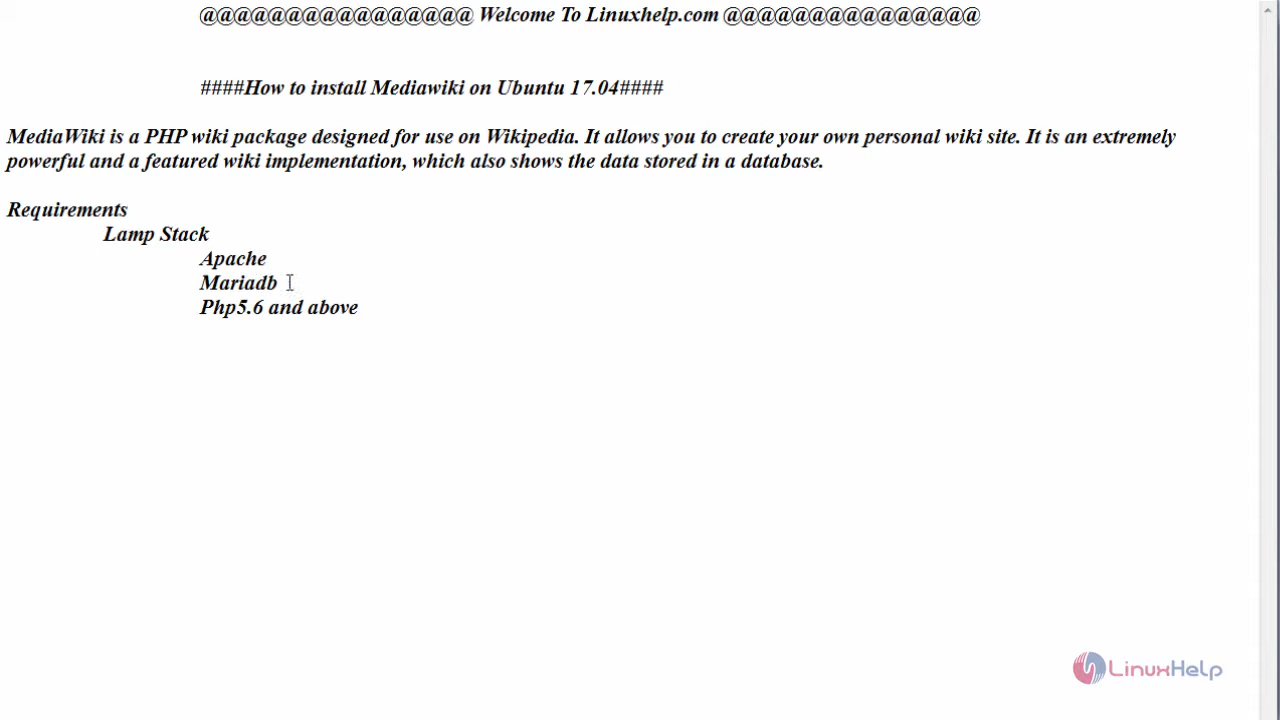 @@@@@@@@@@@@@@@@ Welcome To Linuxhelp.com @@@@@@@@@@@@@@@
####How to install Mediawiki on Ubuntu 17.04####
MediaWiki is a PHP wiki package designed for use on Wikipedia. It allows you to create your own personal wiki site. It is an extremely
powerful and a featured wiki implementation, which also shows the data stored in a database.
Requirements
Lamp Stack
Apache
Mariadb
Php5.6 and above
LinuxHelp